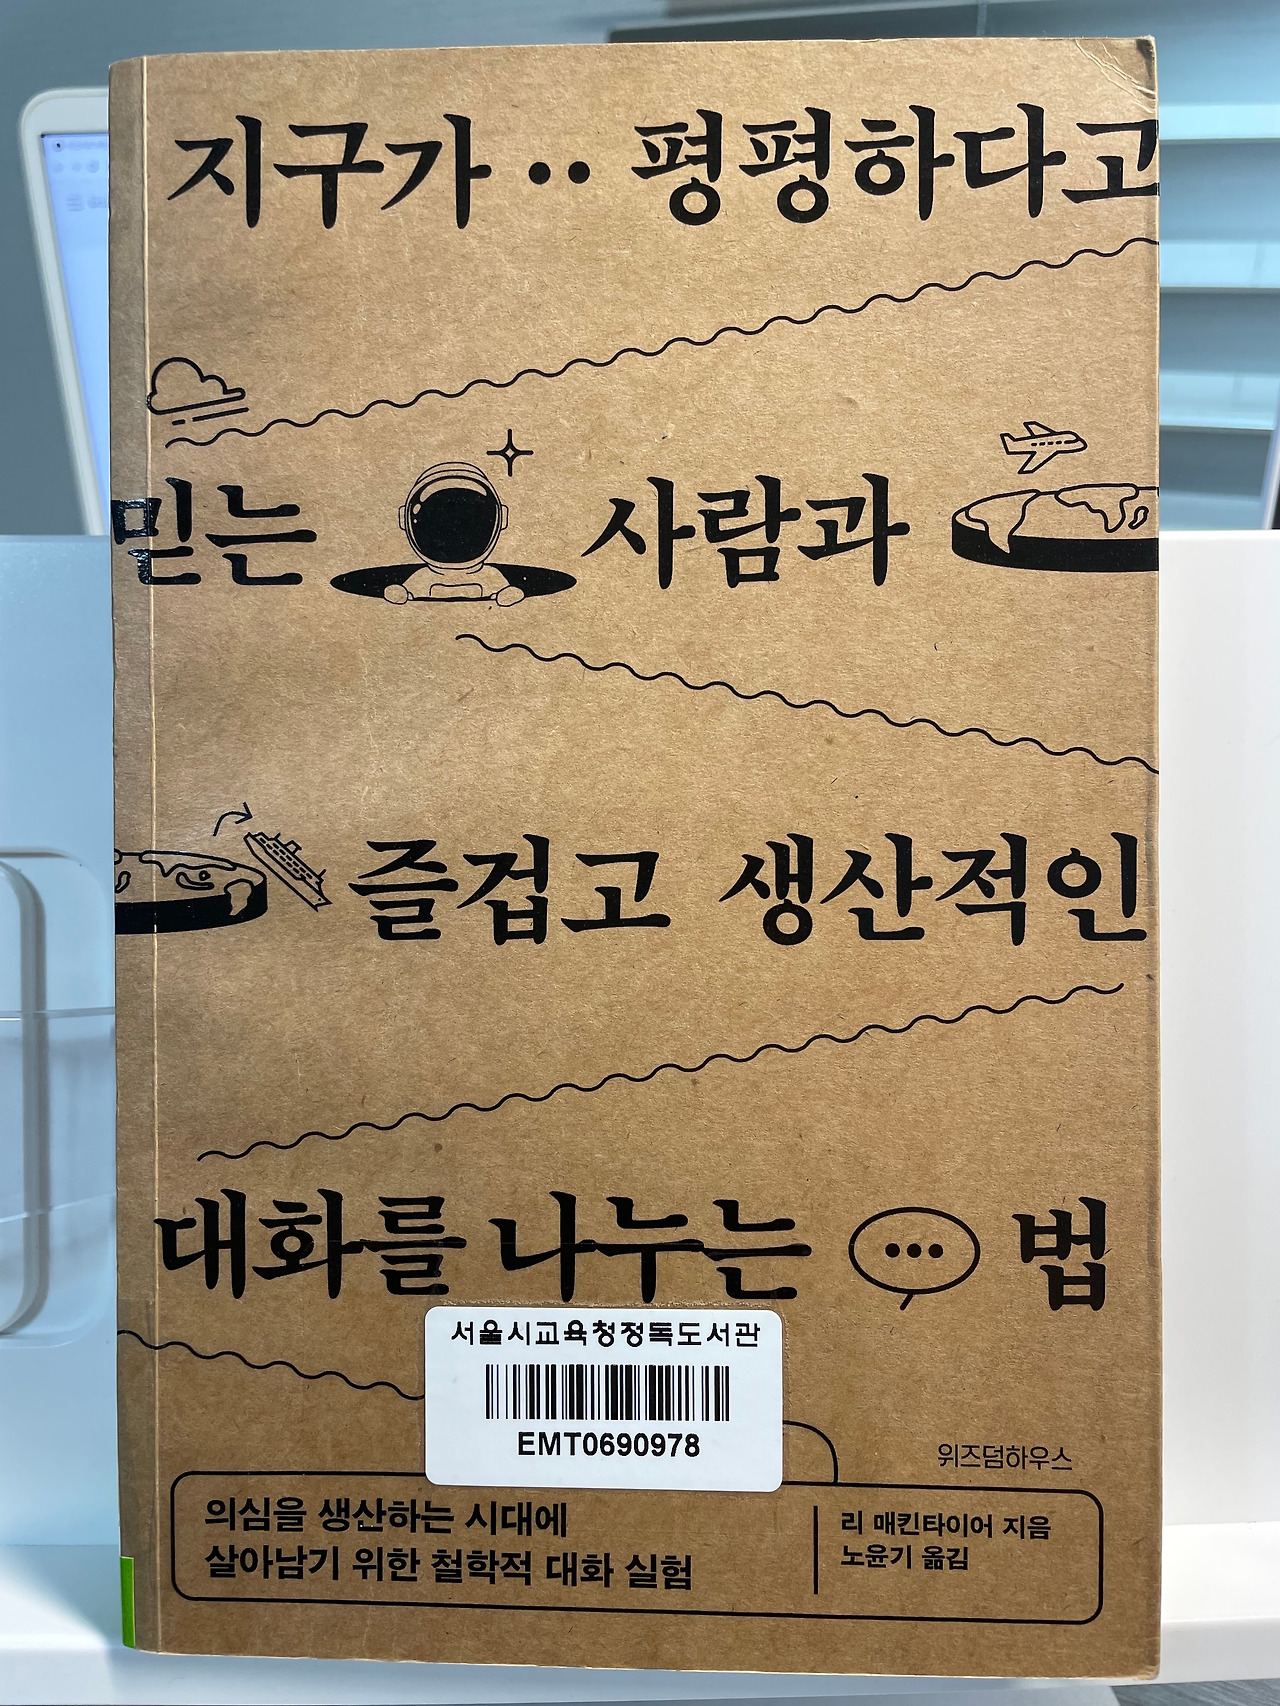 지구가 •• 평평하다고
믿는 사람과
즐겁고 생산적인
대화를 나누는 ••• 법
서울시교육청정독도서관
EMT0690978
위즈덤하우스
의심을 생산하는 시대에
살아남기 위한 철학적 대화 실험
리 매킨타이어 지음
노윤기 옮김